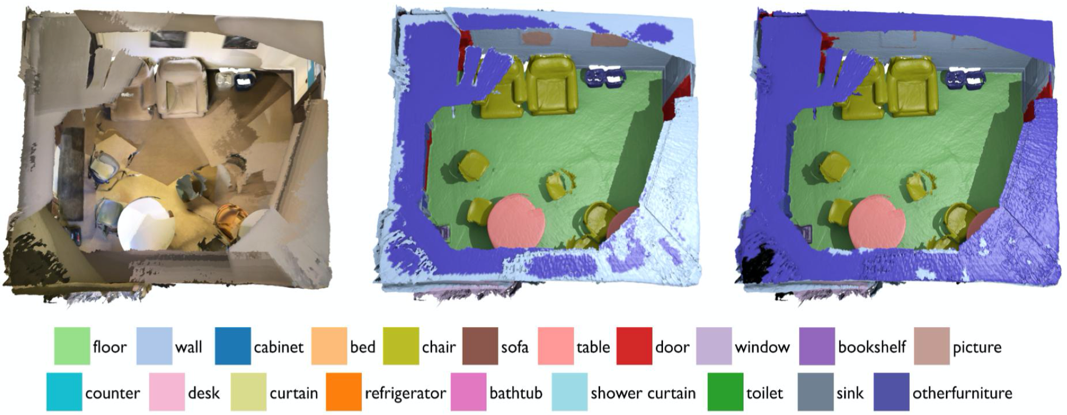 floor wall cabinet bed chair sofa table door window bookshelf picture
counter desk curtain refrigerator bathtub shower curtain toilet sink otherfurniture